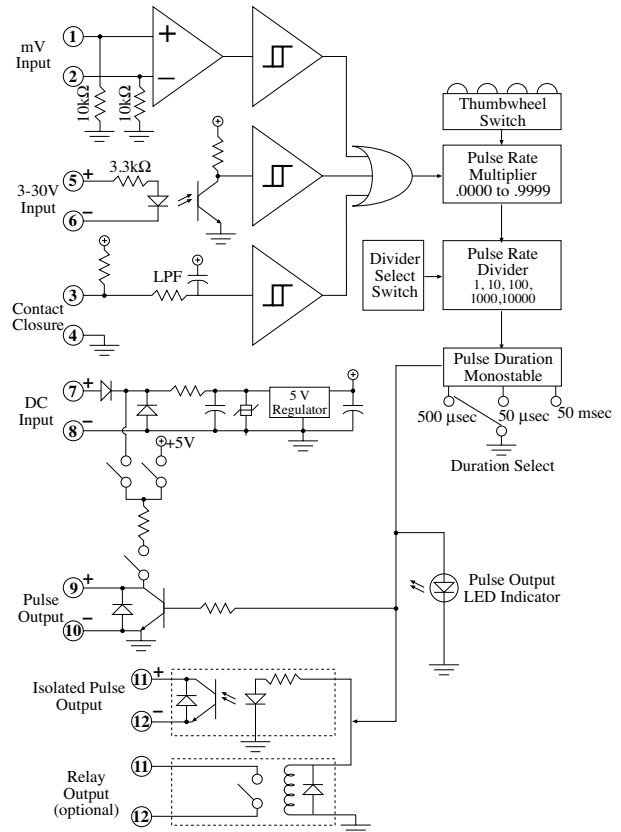 1
mV
Input
2
+
−
10kΩ
10kΩ
Thumbwheel
Switch
Pulse Rate
Multiplier
.0000 to .9999
5
+
3.3kΩ
3-30V
Input
6
−
+
+
LPF
+
3
Contact
Closure
4
Divider
Select
Switch
Pulse Rate
Divider
1, 10, 100,
1000,10000
Pulse Duration
Monostable
500 μsec
50 μsec
50 msec
Duration Select
7
+
DC
Input
8
−
5 V
Regulator
+
+
+5V
9
+
Pulse
Output
10
−
Pulse Output
LED Indicator
11
+
Isolated Pulse
Output
12
−
11
Relay
Output
(optional)
12